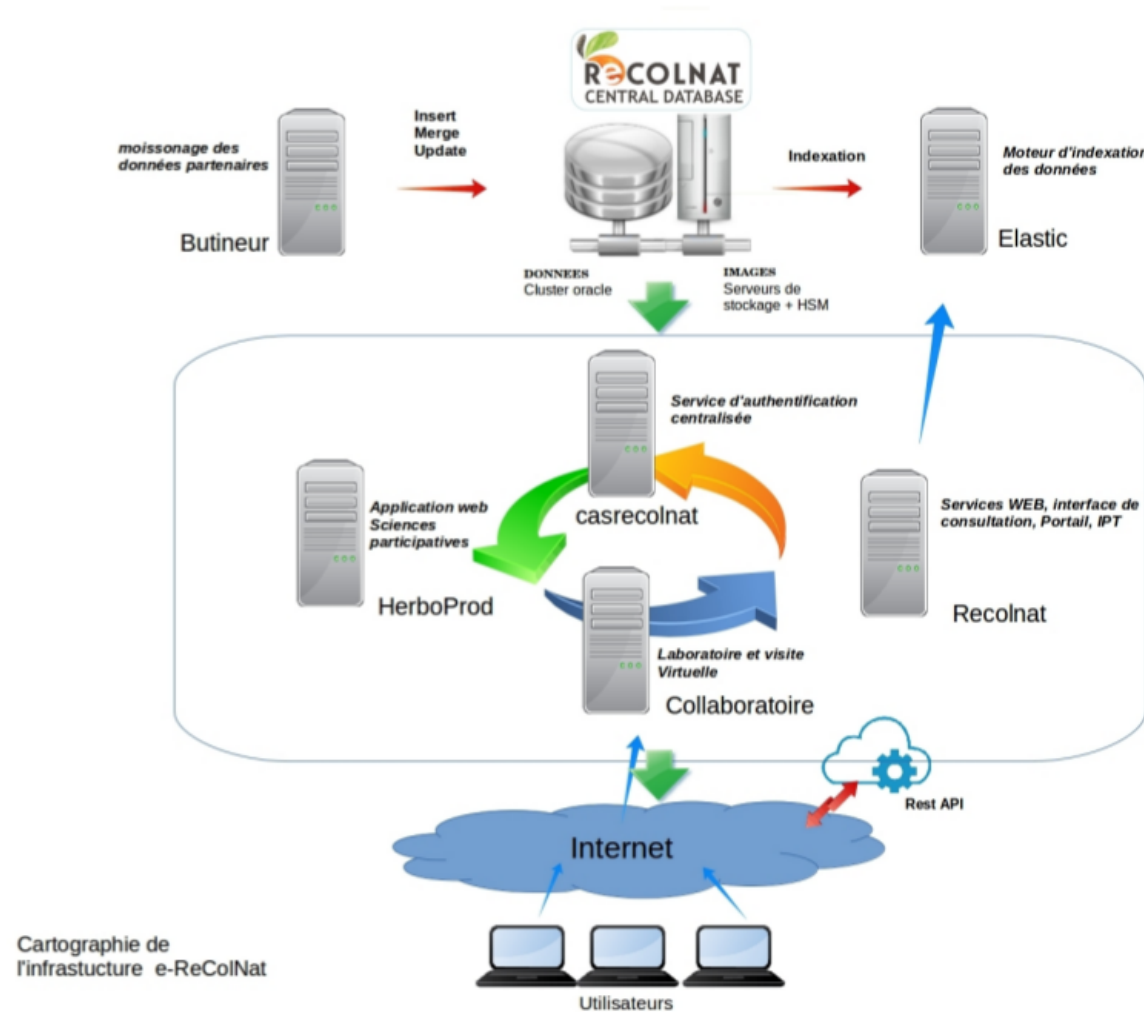 ReCOLNAT
CENTRAL DATABASE
Insert
Merge
Update
moissonage des
données partenaires
Butineur
Indexation
Moteur d'indexation
des données
Elastic
DONNEES
Cluster oracle
IMAGES
Serveurs de
stockage + HSM
Service d'authentification
centralisée
casrecolnat
Application web
Sciences
participatives
HerboProd
Services WEB, interface de
consultation, Portail, IPT
Recolnat
Laboratoire et visite
Virtuelle
Collaboratoire
Rest API
Internet
Cartographie de
l'infrastucture e-ReColNat
Utilisateurs